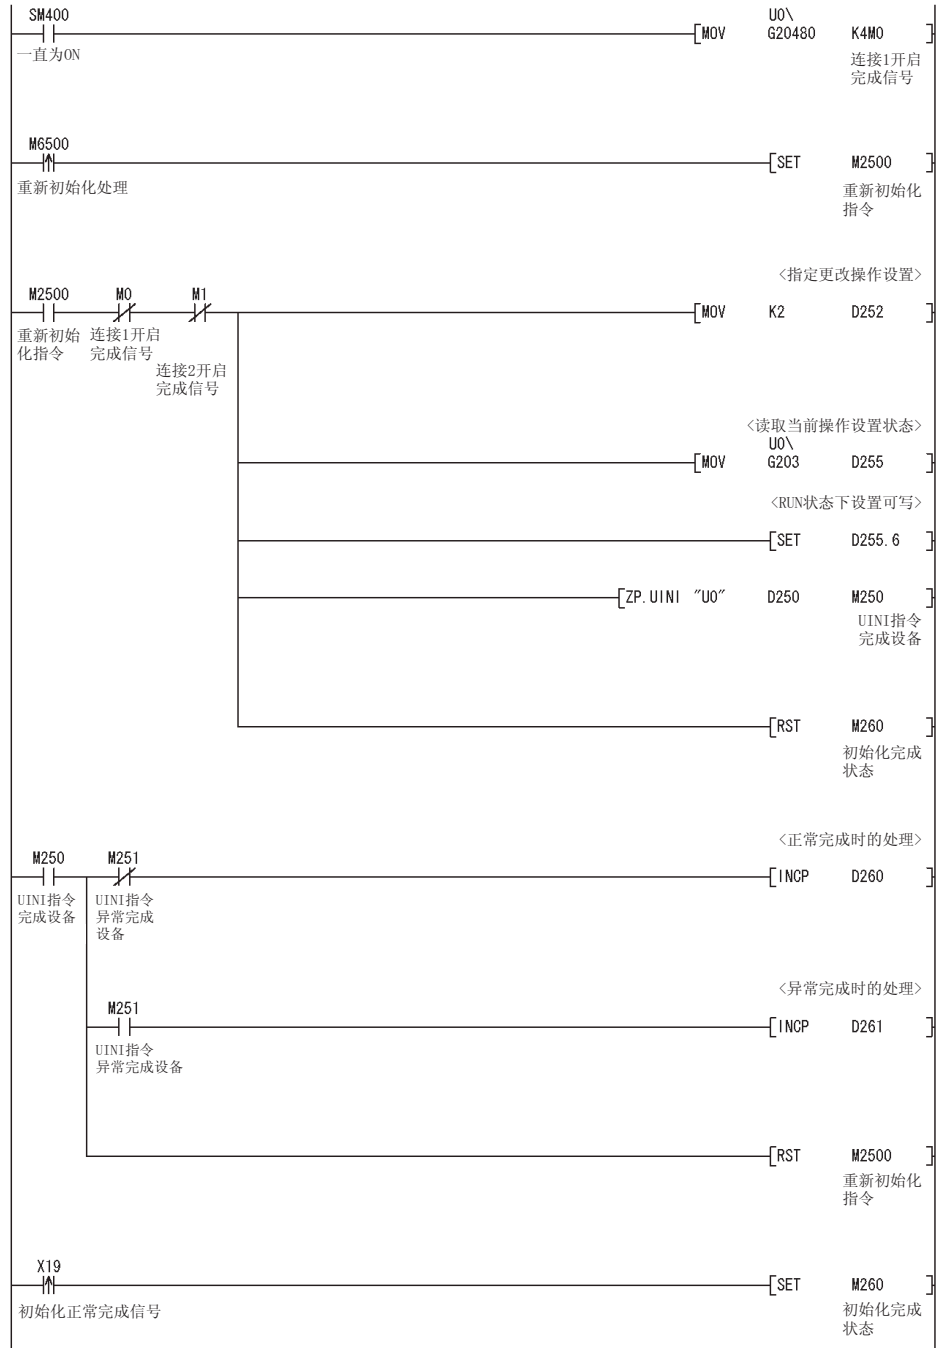 SM400
U0\
MOV G20480 K4M0
一直为ON
连接1开启
完成信号
M6500
SET M2500
重新初始化处理
重新初始化
指令
<指定更改操作设置>
M2500 M0 M1
MOV K2 D252
重新初始
化指令
连接1开启
完成信号
连接2开启
完成信号
<读取当前操作设置状态>
U0\
MOV G203 D255
<RUN状态下设置可写>
SET D255.6
ZP.UINI "U0" D250 M250
UINI指令
完成设备
RST M260
初始化完成
状态
<正常完成时的处理>
M250 M251
INCP D260
UINI指令
完成设备
UINI指令
异常完成
设备
<异常完成时的处理>
M251
INCP D261
UINI指令
异常完成设备
RST M2500
重新初始化
指令
X19
SET M260
初始化正常完成信号
初始化完成
状态